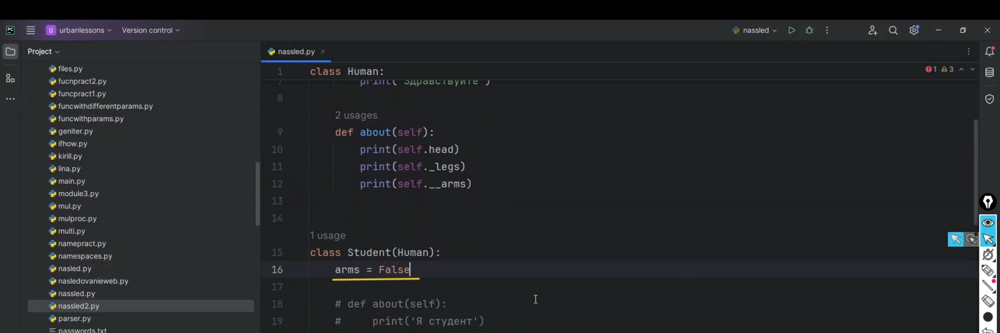 PC U urbanlessons Version control nassled
Project
nassled.py
files.py
fucnpract2.py
funcpract1.py
funcwithdifferentparams.py
funcwithparams.py
geniter.py
ifhow.py
kirill.py
lina.py
main.py
module3.py
mul.py
mulproc.py
multi.py
namepract.py
namespaces.py
nasled.py
nasledovanieweb.py
nassled.py
nassled2.py
parser.py
passwords.txt
1 class Human:
1 3
7 print("Здравствуйте")
8
2 usages
9 def about(self):
10 print(self.head)
11 print(self._legs)
12 print(self.__arms)
13
14
1 usage
15 class Student(Human):
16 arms = False
17
18 # def about(self):
19 # print('Я студент')